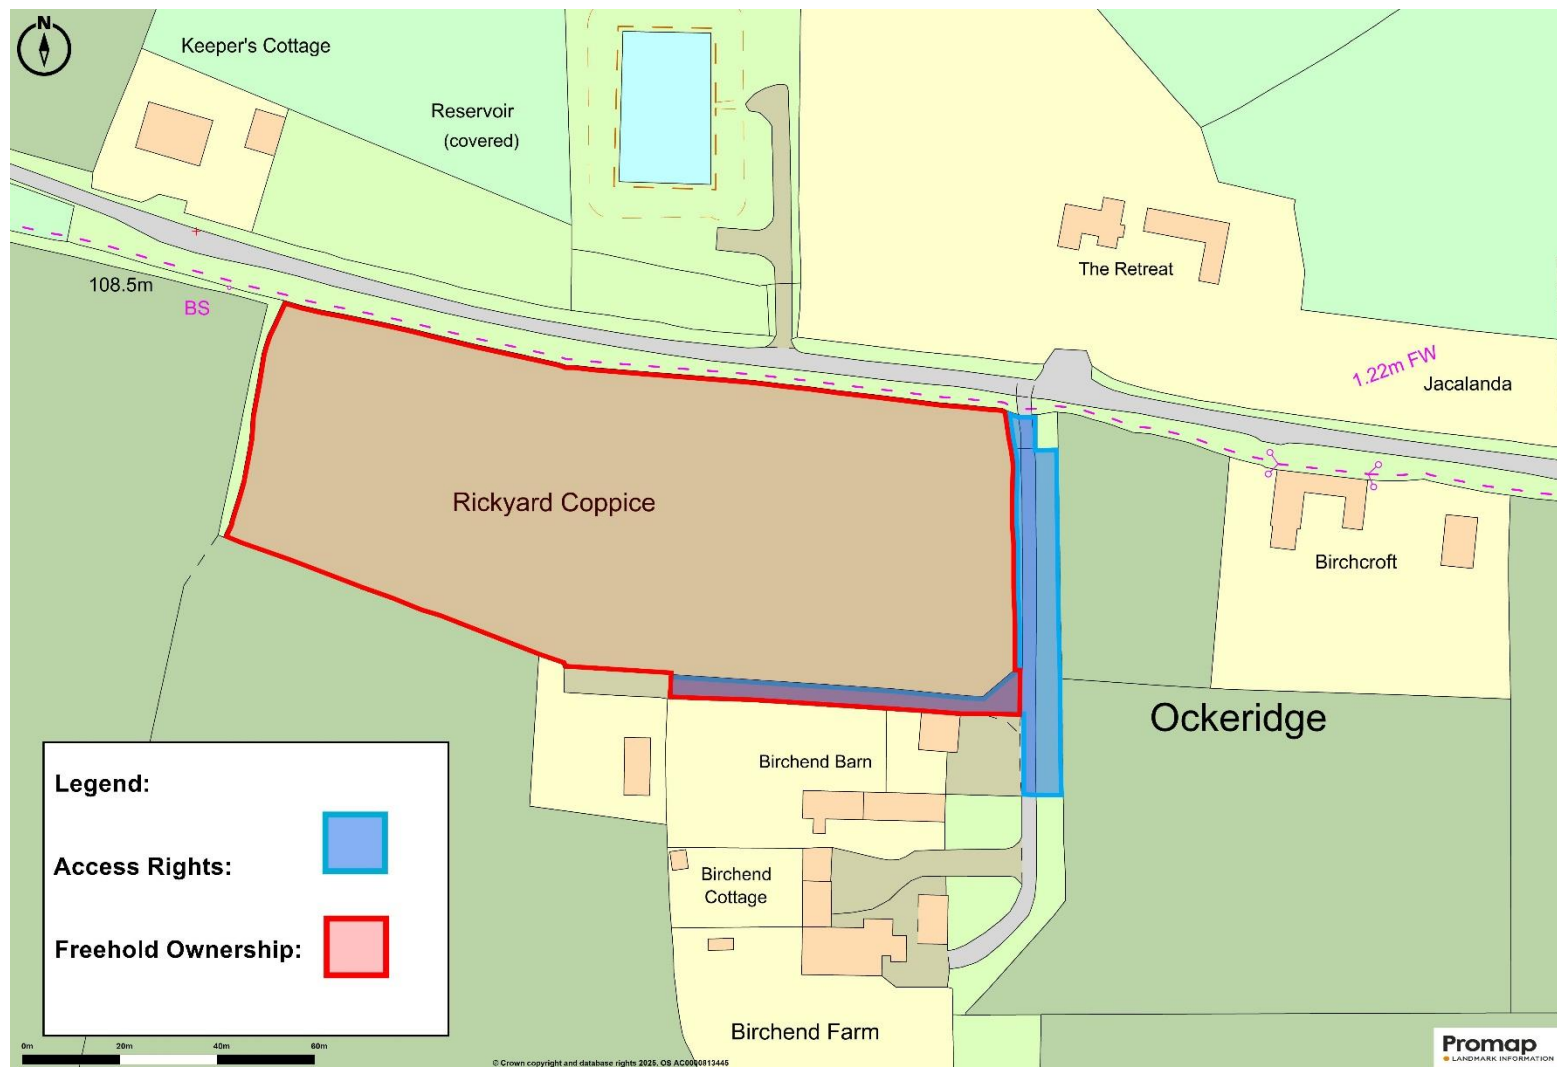 N
Keeper's Cottage
Reservoir
(covered)
The Retreat
108.5m
BS
1.22m FW
Jacalanda
Rickyard Coppice
Birchcroft
Ockeridge
Birchend Barn
Birchend
Cottage
Birchend Farm
Legend:
Access Rights:
Freehold Ownership:
0m 20m 40m 60m
© Crown copyright and database rights 2025. OS AC0000813445
Promap
LANDMARK INFORMATION